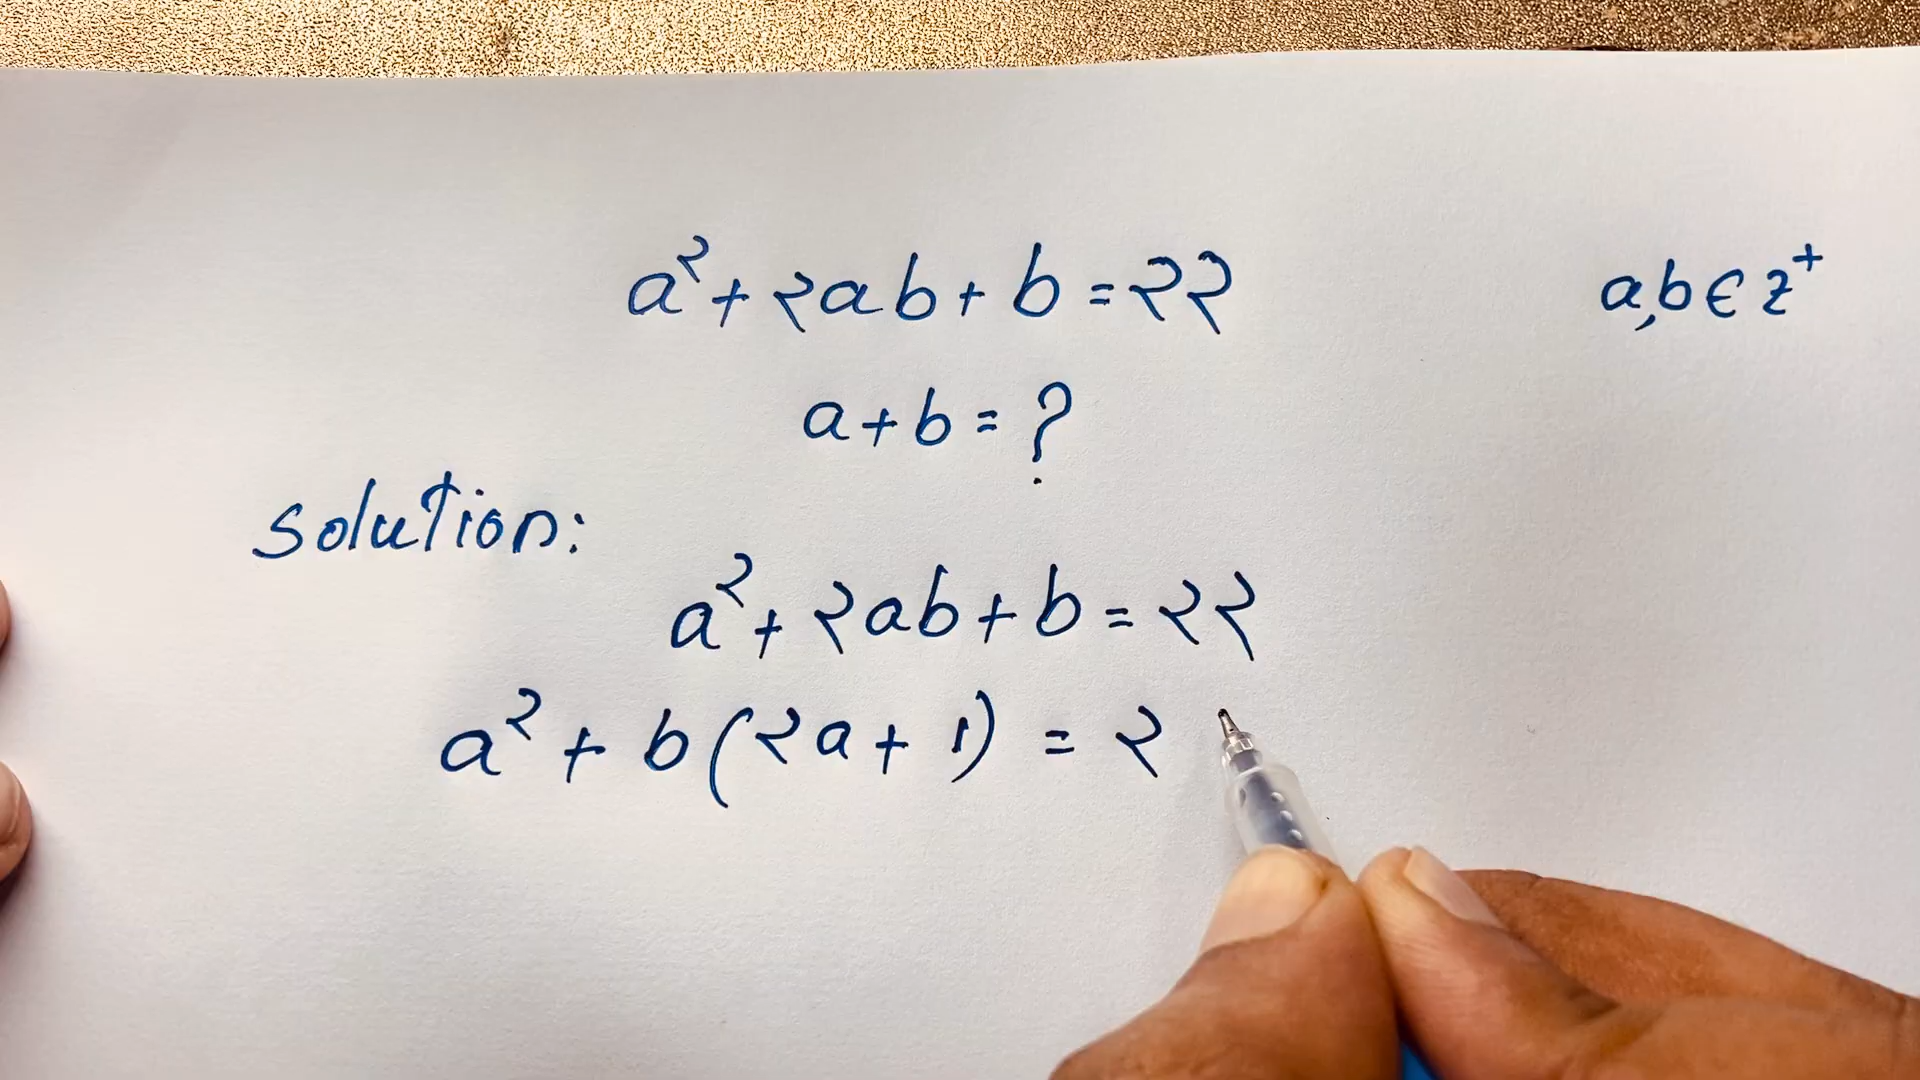 a² + 2ab + b = 22
a,b ∈ z⁺
a + b = ?
Solution:
a² + 2ab + b = 22
a² + b(2a + 1) = 2